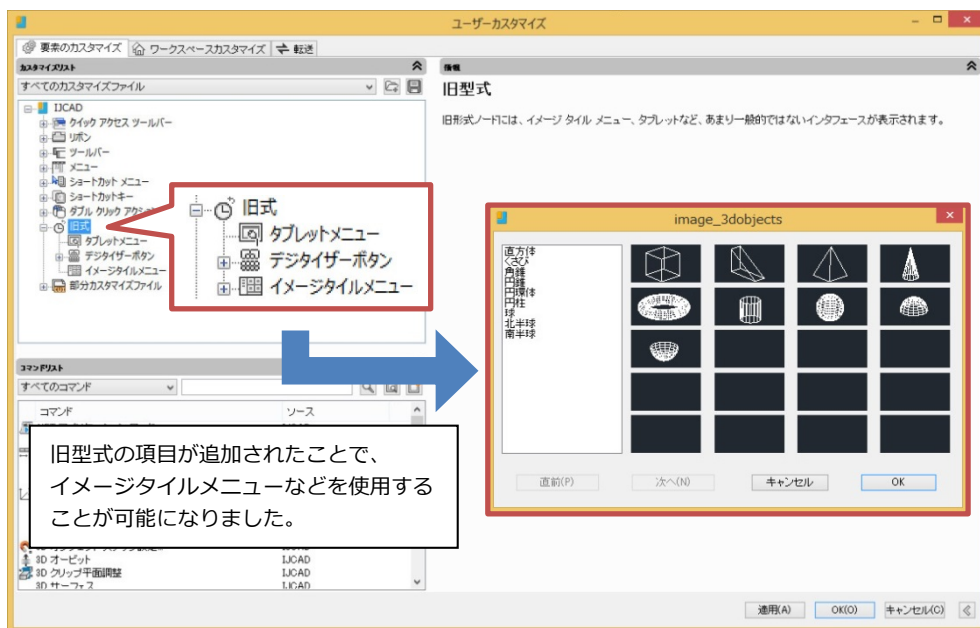 ユーザーカスタマイズ
要素のカスタマイズ ワークスペースカスタマイズ 転送
カスタマイズリスト
すべてのカスタマイズファイル
IJCAD
クイック アクセス ツールバー
リボン
ツールバー
メニュー
ショートカット メニュー
ショートカットキー
ダブル クリック
旧式
タブレットメニュー
デジタイザーボタン
イメージタイルメニュー
部分カスタマイズファイル
旧式
タブレットメニュー
デジタイザーボタン
イメージタイルメニュー
コマンドリスト
すべてのコマンド
コマンド ソース
旧型式の項目が追加されたことで、
イメージタイルメニューなどを使用する
ことが可能になりました。
3D オービット IJCAD
3D クリップ平面調整 IJCAD
3D サーフェス IJCAD
情報
旧型式
旧形式ノードには、イメージ タイル メニュー、タブレットなど、あまり一般的ではないインタフェースが表示されます。
image_3dobjects
直方体
くさび
角錐
円錐
円環体
円柱
球
北半球
南半球
直前(P) 次へ(N) キャンセル OK
適用(A) OK(O) キャンセル(C)